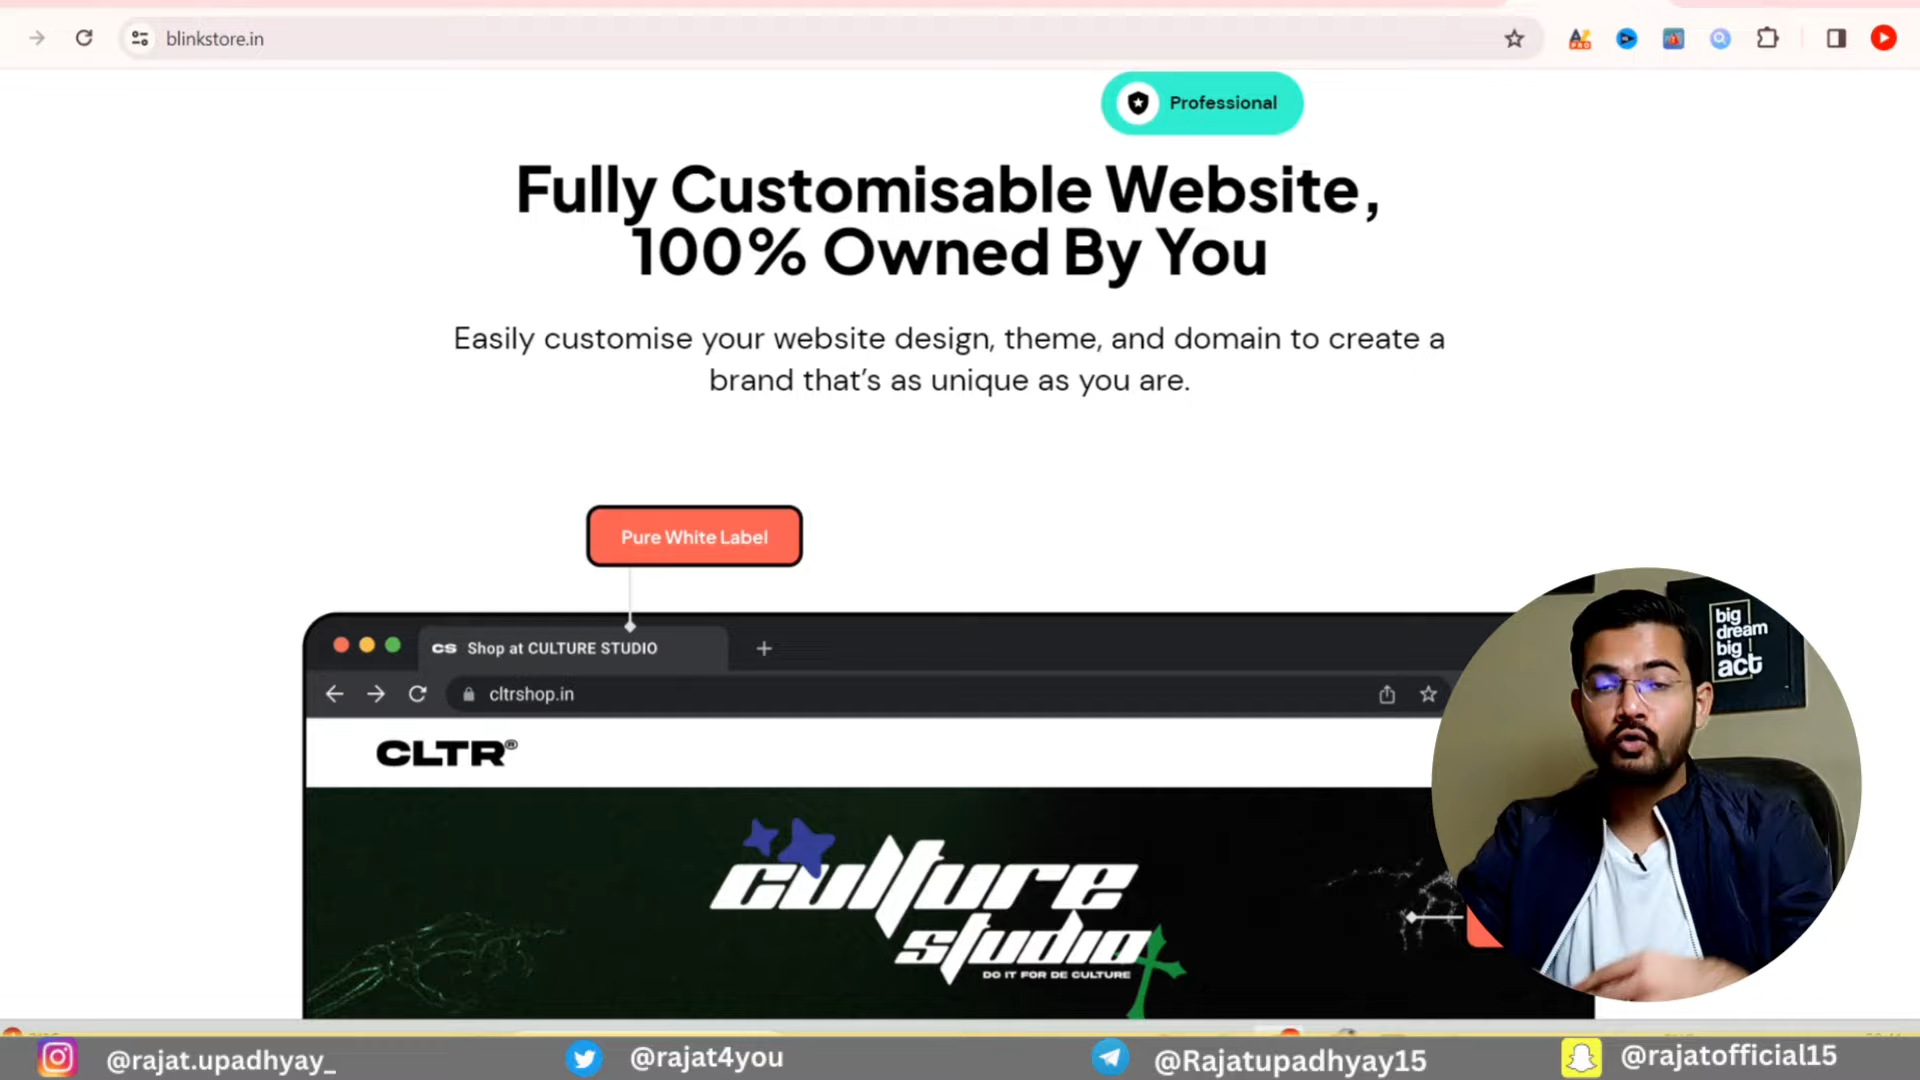 blinkstore.in
Professional
Fully Customisable Website,
100% Owned By You
Easily customise your website design, theme, and domain to create a
brand that's as unique as you are.
Pure White Label
CS Shop at CULTURE STUDIO
cltrshop.in
CLTR®
culture
studio
DO IT FOR DE CULTURE
big
dream
big
act
@rajat.upadhyay_
@rajat4you
@Rajatupadhyay15
@rajatofficial15